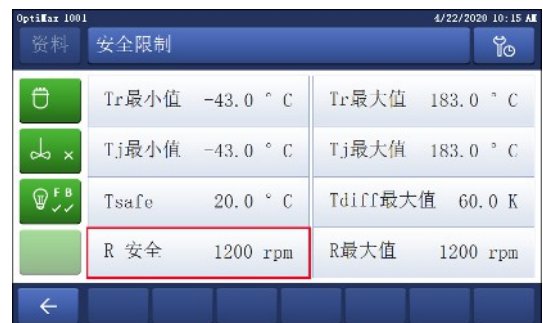 OptiMax 1001 4/22/2020 10:15 AM
资料 安全限制
Tr最小值 -43.0 °C Tr最大值 183.0 °C
Tj最小值 -43.0 °C Tj最大值 183.0 °C
F B
Tsafe 20.0 °C Tdiff最大值 60.0 K
R 安全 1200 rpm R最大值 1200 rpm